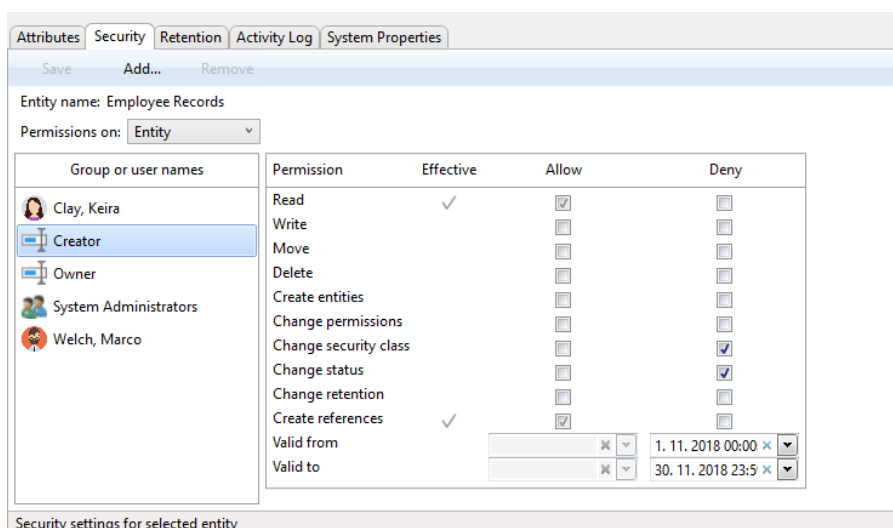 Attributes Security Retention Activity Log System Properties
Save Add... Remove
Entity name: Employee Records
Permissions on: Entity
Group or user names
Clay, Keira
Creator
Owner
System Administrators
Welch, Marco
Permission Effective Allow Deny
Read
Write
Move
Delete
Create entities
Change permissions
Change security class
Change status
Change retention
Create references
Valid from 1. 11. 2018 00:00
Valid to 30. 11. 2018 23:5
Security settings for selected entity